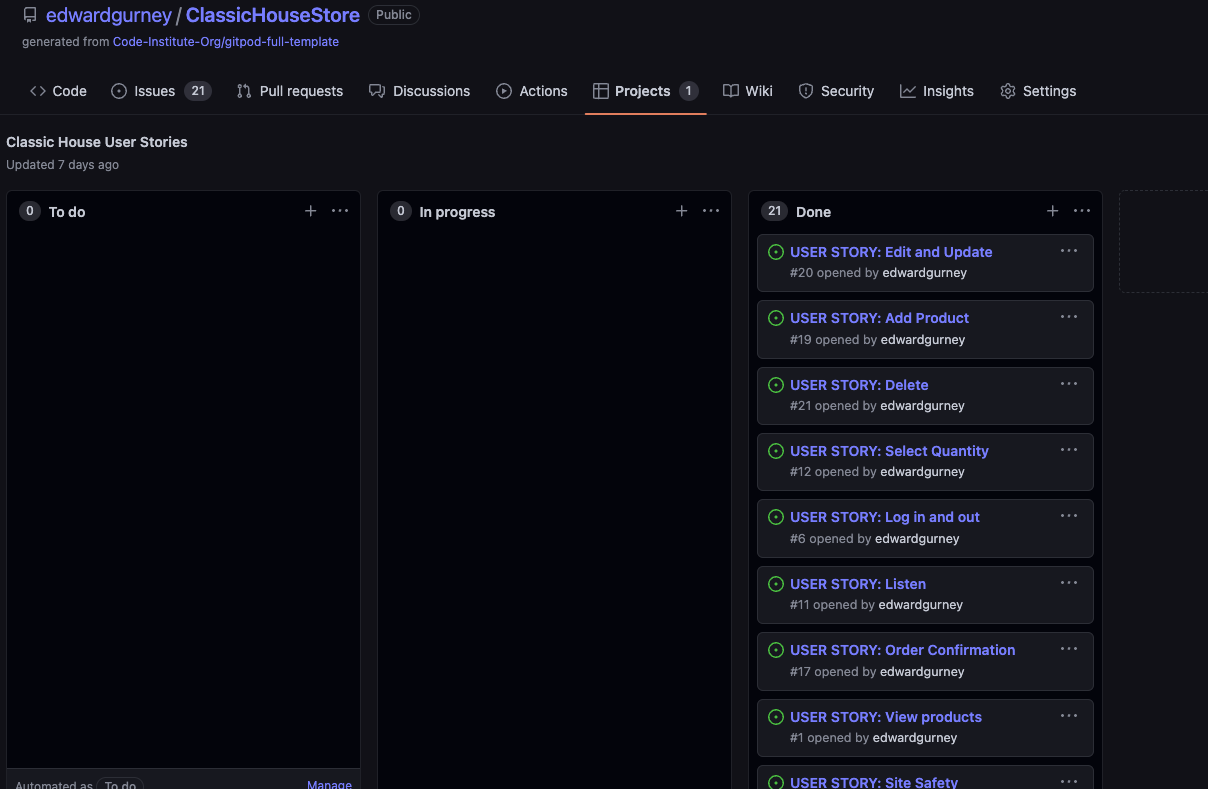 edwardgurney / ClassicHouseStore Public
generated from Code-Institute-Org/gitpod-full-template
Code Issues 21 Pull requests Discussions Actions Projects 1 Wiki Security Insights Settings
Classic House User Stories
Updated 7 days ago
0 To do
Automated as To do Manage
0 In progress
21 Done
USER STORY: Edit and Update
#20 opened by edwardgurney
USER STORY: Add Product
#19 opened by edwardgurney
USER STORY: Delete
#21 opened by edwardgurney
USER STORY: Select Quantity
#12 opened by edwardgurney
USER STORY: Log in and out
#6 opened by edwardgurney
USER STORY: Listen
#11 opened by edwardgurney
USER STORY: Order Confirmation
#17 opened by edwardgurney
USER STORY: View products
#1 opened by edwardgurney
USER STORY: Site Safety